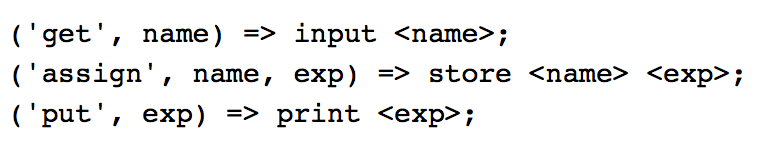 ('get', name) => input <name>;
('assign', name, exp) => store <name> <exp>;
('put', exp) => print <exp>;